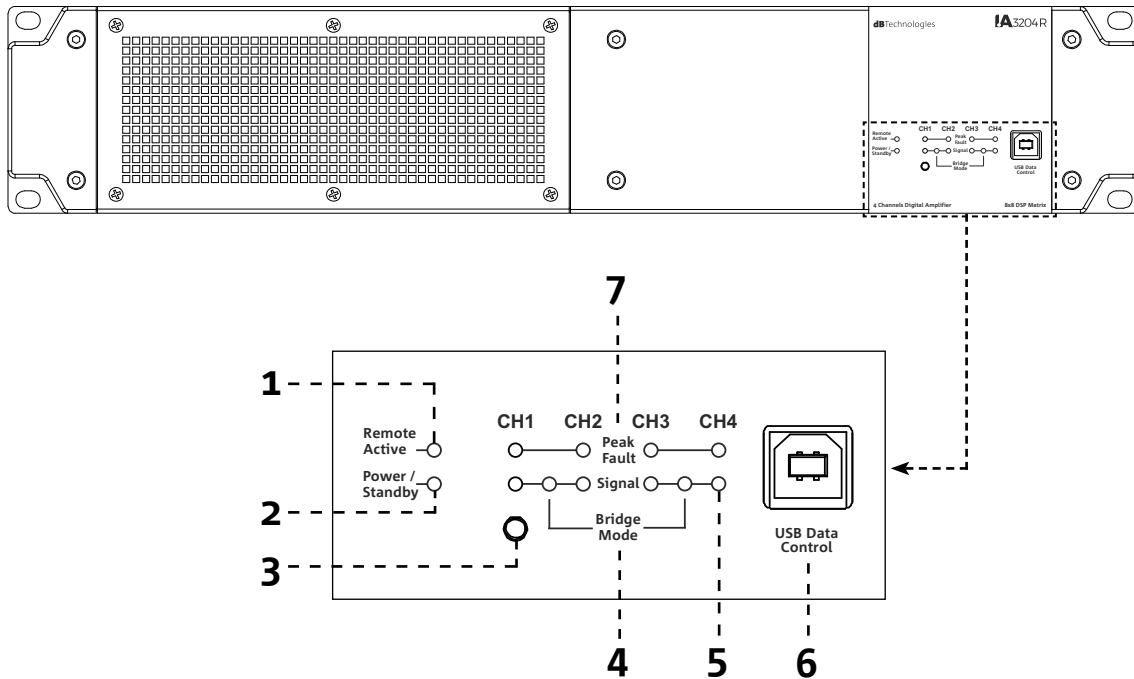 dBTechnologies
IA3204R
CH1 CH2 CH3 CH4
Remote
Active
Peak
Fault
Power /
Standby
Signal
Bridge
Mode
USB Data
Control
4 Channels Digital Amplifier
8x8 DSP Matrix
7
1
CH1 CH2 CH3 CH4
Remote
Active
Peak
Fault
Power /
Standby
Signal
2
Bridge
Mode
USB Data
Control
3
4 5 6